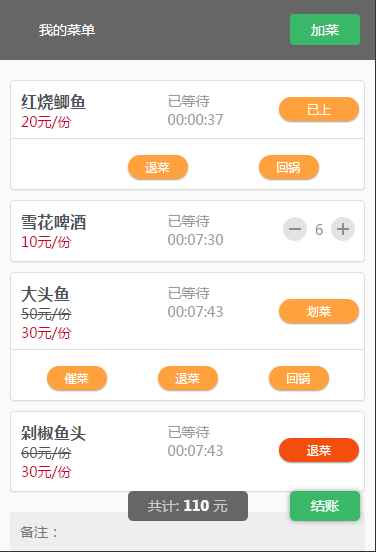 我的菜单 加菜
红烧鲫鱼 已等待 已上
20元/份 00:00:37
退菜 回锅
雪花啤酒 已等待
10元/份 00:07:30 6
大头鱼 已等待
50元/份 00:07:43 划菜
30元/份
催菜 退菜 回锅
剁椒鱼头 已等待
60元/份 00:07:43 退菜
30元/份
共计: 110 元 结账
备注：